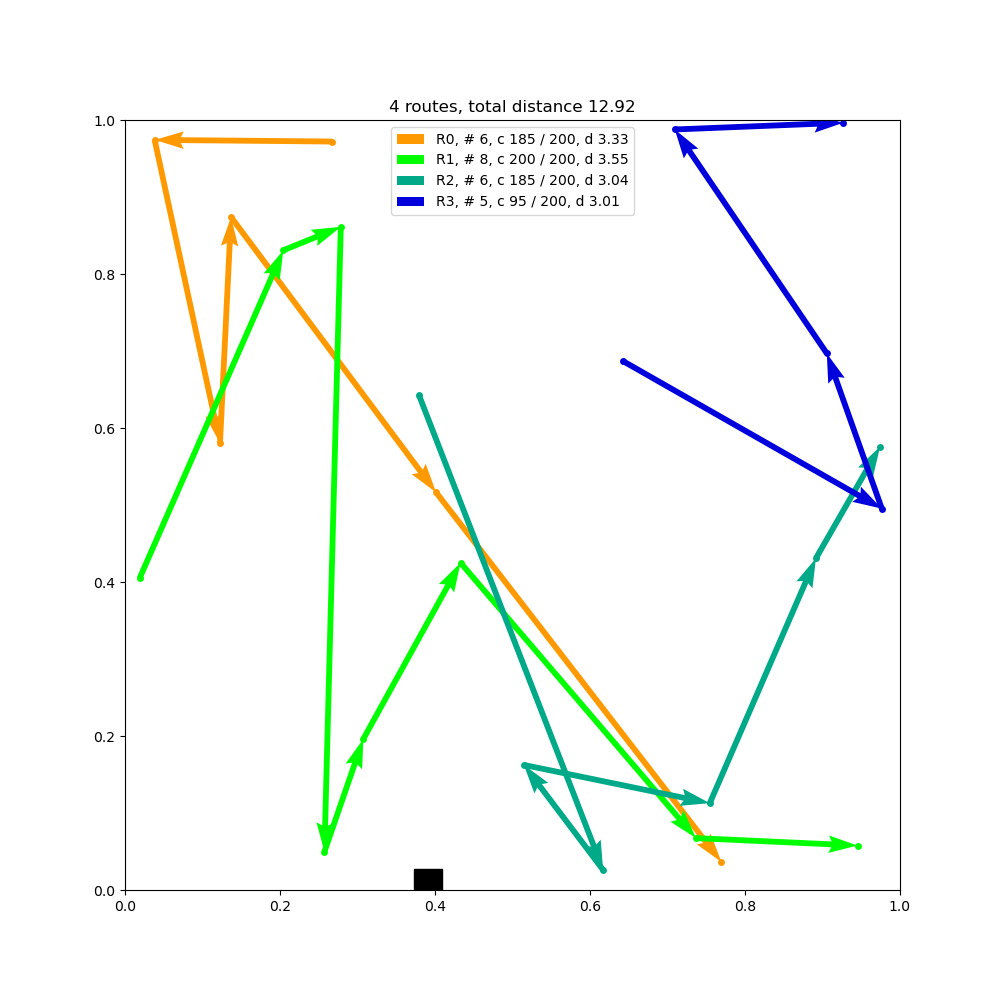 4 routes, total distance 12.92
R0, # 6, c 185 / 200, d 3.33
R1, # 8, c 200 / 200, d 3.55
R2, # 6, c 185 / 200, d 3.04
R3, # 5, c 95 / 200, d 3.01
1.0
0.8
0.6
0.4
0.2
0.0
0.0 0.2 0.4 0.6 0.8 1.0